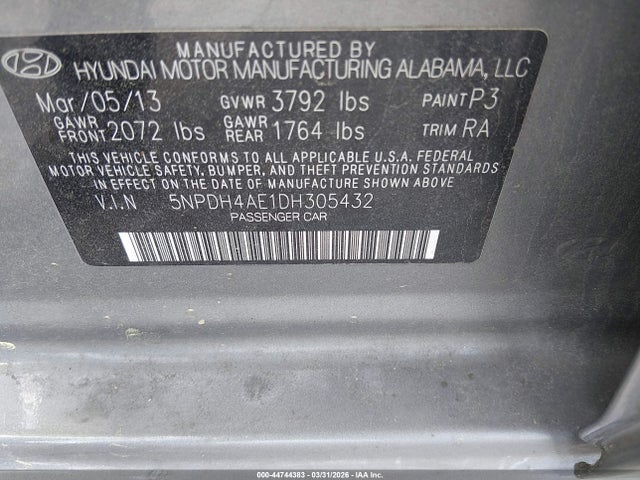 MANUFACTURED BY
HYUNDAI MOTOR MANUFACTURING ALABAMA, LLC
Mar/05/13 GVWR 3792 lbs PAINT P3
GAWR FRONT 2072 lbs GAWR REAR 1764 lbs TRIM RA
THIS VEHICLE CONFORMS TO ALL APPLICABLE U.S.A. FEDERAL
MOTOR VEHICLE SAFETY, BUMPER, AND THEFT PREVENTION STANDARDS
IN EFFECT ON THE DATE OF MANUFACTURE SHOWN ABOVE.
V.I.N 5NPDH4AE1DH305432
PASSENGER CAR
000-44744383 | 03/31/2026 - IAA Inc.